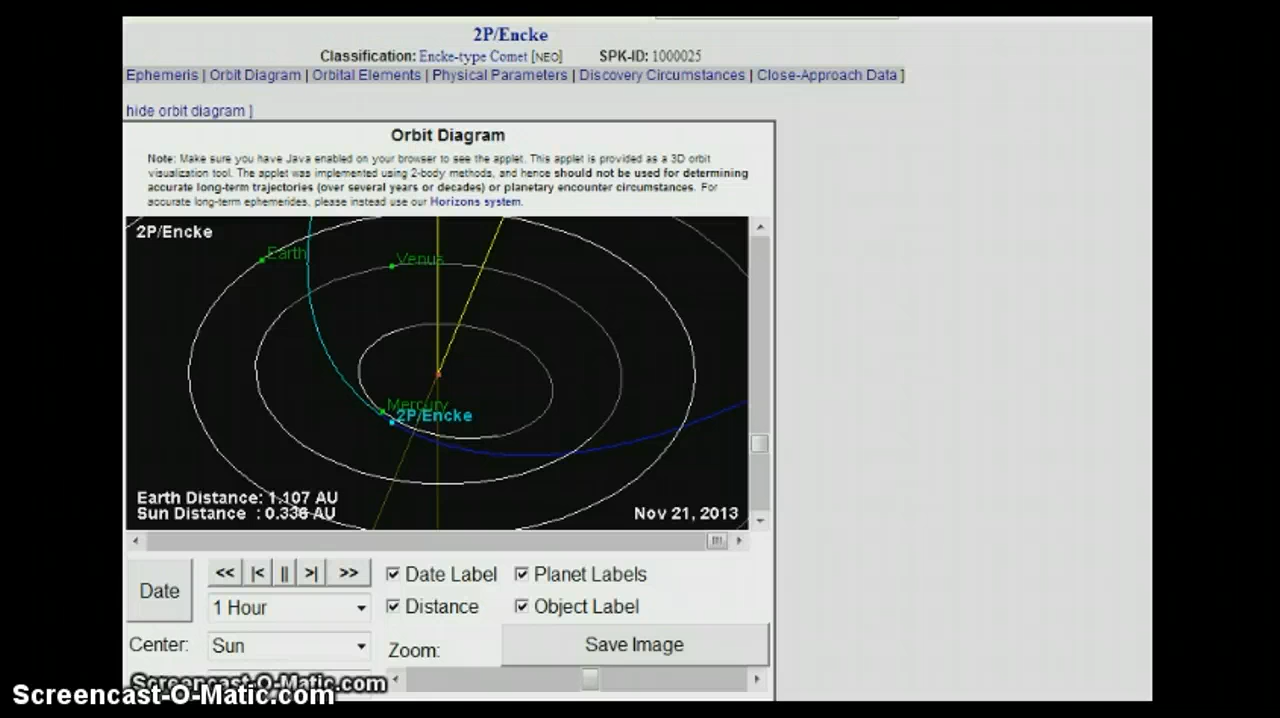 2P/Encke
Classification: Encke-type Comet [NEO] SPK-ID: 1000025
Ephemeris | Orbit Diagram | Orbital Elements | Physical Parameters | Discovery Circumstances | Close-Approach Data ]
hide orbit diagram ]
Orbit Diagram
Note: Make sure you have Java enabled on your browser to see the applet. This applet is provided as a 3D orbit
visualization tool. The applet was implemented using 2-body methods, and hence should not be used for determining
accurate long-term trajectories (over several years or decades) or planetary encounter circumstances. For
accurate long-term ephemerides, please instead use our Horizons system.
2P/Encke
Earth
Venus
Mercury
2P/Encke
Earth Distance: 1.107 AU
Sun Distance : 0.336 AU
Nov 21, 2013
Date
<< |< || >| >>
Date Label
Planet Labels
1 Hour
Distance
Object Label
Center: Sun
Zoom:
Save Image
Screencast-O-Matic.com
Screencast-O-Matic.com